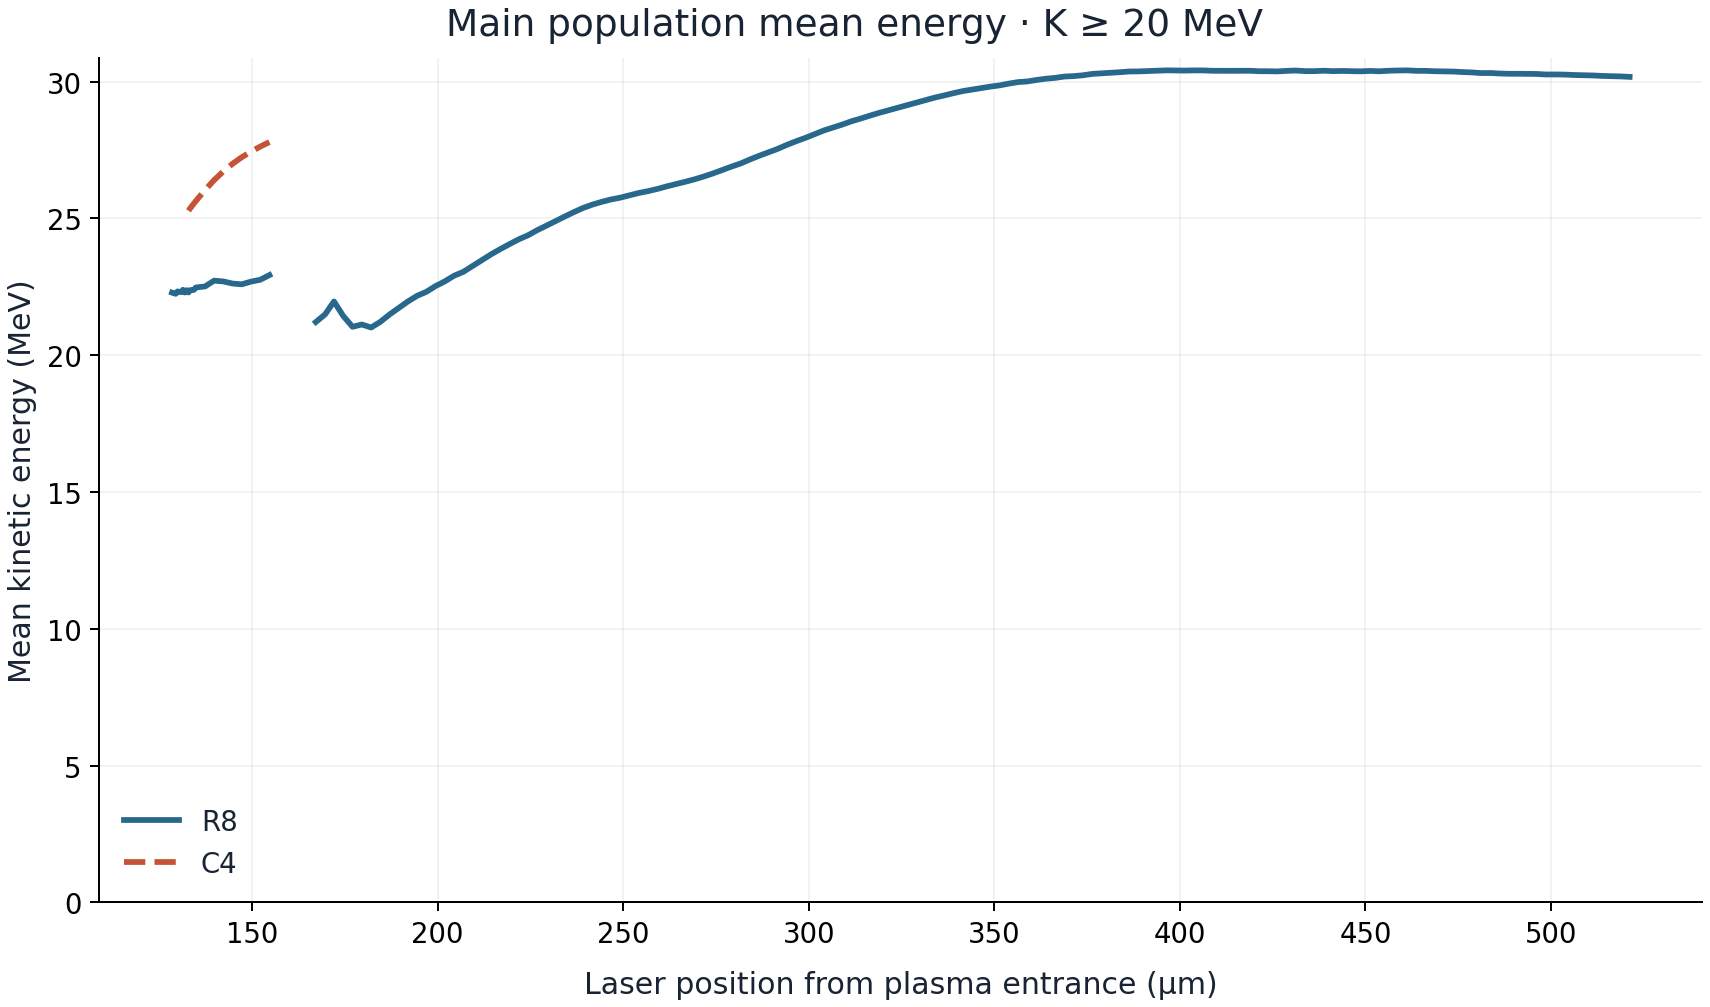 Main population mean energy · K ≥ 20 MeV
Mean kinetic energy (MeV)
30
25
20
15
10
5
0
R8
C4
150 200 250 300 350 400 450 500
Laser position from plasma entrance (µm)